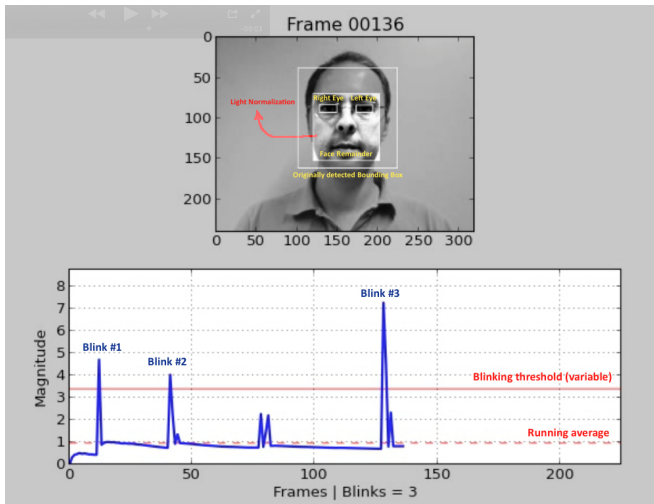 -00:01
Frame 00136
0
50
100
150
200
Light Normalization
Right Eye
Left Eye
Face Remainder
Originally detected Bounding Box
0 50 100 150 200 250 300
8
7
6
5
4
3
2
1
0
Magnitude
Blink #1
Blink #2
Blink #3
Blinking threshold (variable)
Running average
0 50 100 150 200
Frames | Blinks = 3